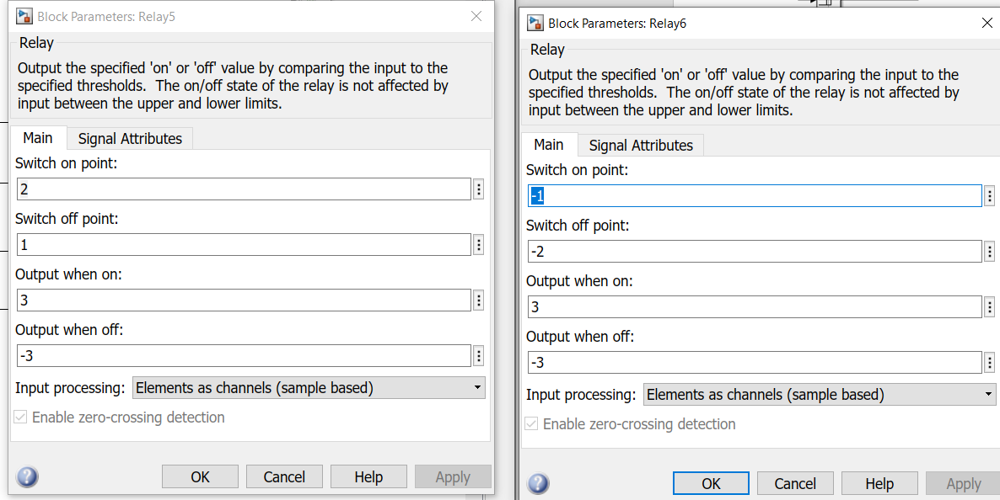 Block Parameters: Relay5
Relay
Output the specified 'on' or 'off' value by comparing the input to the
specified thresholds.  The on/off state of the relay is not affected by
input between the upper and lower limits.
Main
Signal Attributes
Switch on point:
2
Switch off point:
1
Output when on:
3
Output when off:
-3
Input processing: Elements as channels (sample based)
Enable zero-crossing detection
OK
Cancel
Help
Apply
Block Parameters: Relay6
Relay
Output the specified 'on' or 'off' value by comparing the input to the
specified thresholds.  The on/off state of the relay is not affected by
input between the upper and lower limits.
Main
Signal Attributes
Switch on point:
-1
Switch off point:
-2
Output when on:
3
Output when off:
-3
Input processing: Elements as channels (sample based)
Enable zero-crossing detection
OK
Cancel
Help
Apply